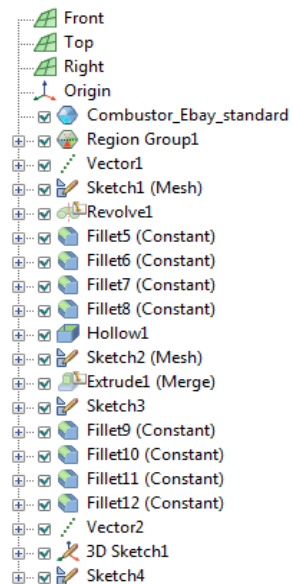 Front
Top
Right
Origin
Combustor_Ebay_standard
Region Group1
Vector1
Sketch1 (Mesh)
Revolve1
Fillet5 (Constant)
Fillet6 (Constant)
Fillet7 (Constant)
Fillet8 (Constant)
Hollow1
Sketch2 (Mesh)
Extrude1 (Merge)
Sketch3
Fillet9 (Constant)
Fillet10 (Constant)
Fillet11 (Constant)
Fillet12 (Constant)
Vector2
3D Sketch1
Sketch4